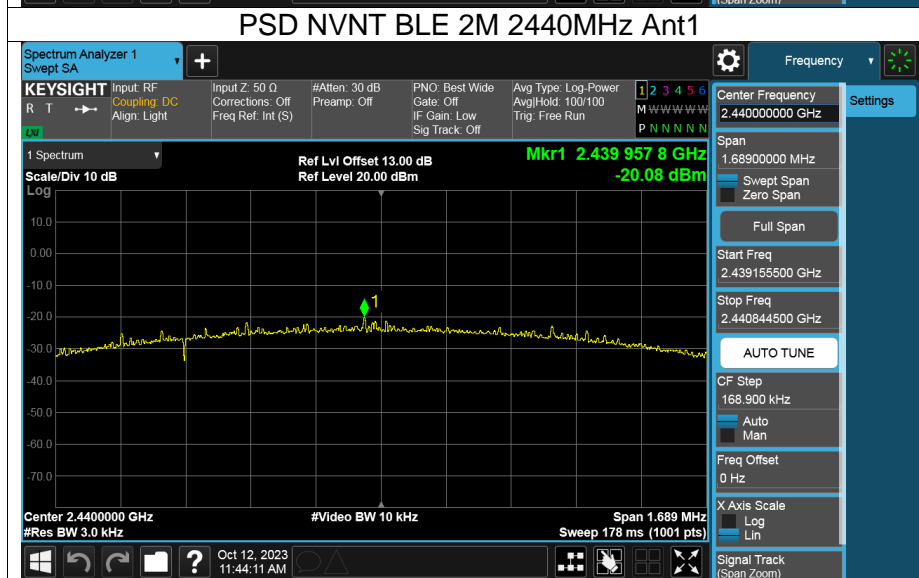 (Span Zoom)
PSD NVNT BLE 2M 2440MHz Ant1
Spectrum Analyzer 1
Swept SA
+
Frequency
KEYSIGHT
R T
LXI
Input: RF
Coupling: DC
Align: Light
Input Z: 50 Ω
Corrections: Off
Freq Ref: Int (S)
#Atten: 30 dB
Preamp: Off
PNO: Best Wide
Gate: Off
IF Gain: Low
Sig Track: Off
Avg Type: Log-Power
Avg|Hold: 100/100
Trig: Free Run
1 2 3 4 5 6
M W W W W W
P N N N N N
1 Spectrum
Scale/Div 10 dB
Ref Lvl Offset 13.00 dB
Ref Level 20.00 dBm
Mkr1 2.439 957 8 GHz
-20.08 dBm
Log
10.0
0.00
-10.0
-20.0
-30.0
-40.0
-50.0
-60.0
-70.0
1
Center 2.4400000 GHz
#Res BW 3.0 kHz
#Video BW 10 kHz
Span 1.689 MHz
Sweep 178 ms (1001 pts)
Center Frequency
2.440000000 GHz
Settings
Span
1.68900000 MHz
Swept Span
Zero Span
Full Span
Start Freq
2.439155500 GHz
Stop Freq
2.440844500 GHz
AUTO TUNE
CF Step
168.900 kHz
Auto
Man
Freq Offset
0 Hz
X Axis Scale
Log
Lin
Signal Track
(Span Zoom)
?
Oct 12, 2023
11:44:11 AM